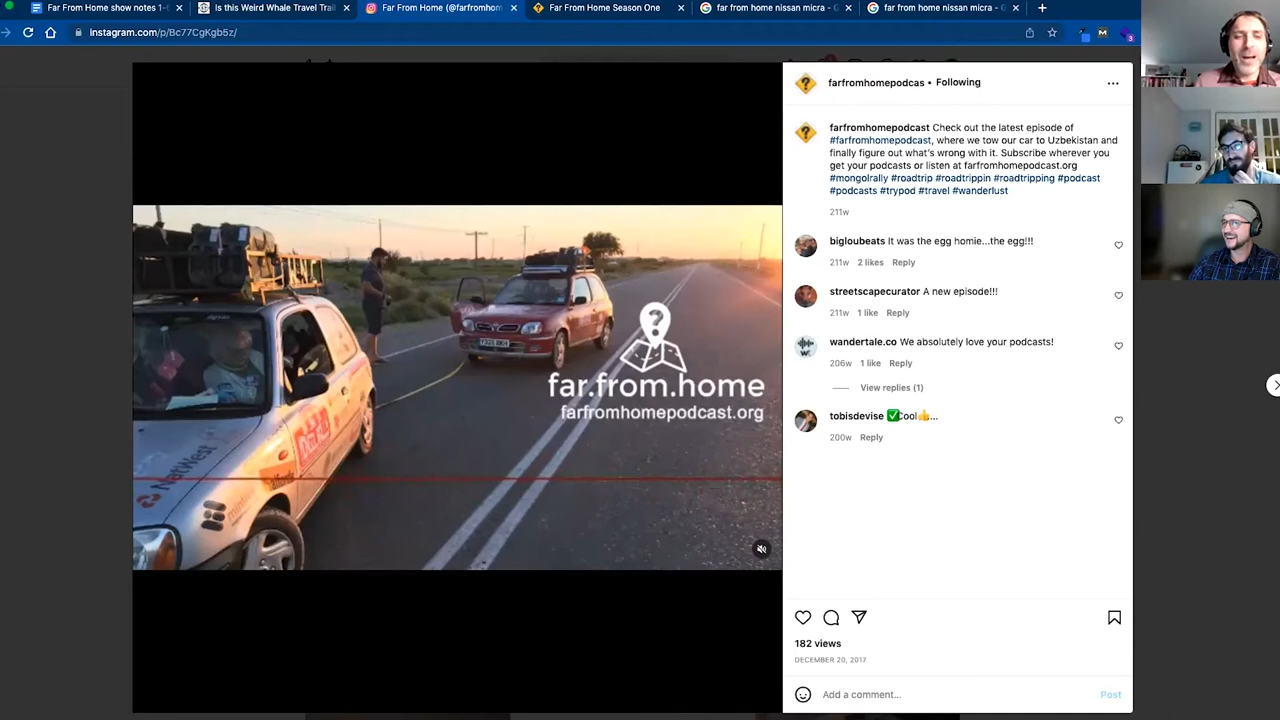 Far From Home show notes 1-6
Is this Weird Whale Travel Trail
Far From Home (@farfromhom
Far From Home Season One
far from home nissan micra - G
far from home nissan micra - G
instagram.com/p/Bc77CgKgb5z/
M
3
farfromhomepodcas • Following
farfromhomepodcast Check out the latest episode of
#farfromhomepodcast, where we tow our car to Uzbekistan and
finally figure out what's wrong with it. Subscribe wherever you
get your podcasts or listen at farfromhomepodcast.org
#mongolrally #roadtrip #roadtrippin #roadtripping #podcast
#podcasts #trypod #travel #wanderlust
211w
bigloubeats It was the egg homie...the egg!!!
211w 2 likes Reply
streetscapecurator A new episode!!!
211w 1 like Reply
wandertale.co We absolutely love your podcasts!
206w 1 like Reply
View replies (1)
tobisdevise ✅Cool👍...
200w Reply
?
far.from.home
farfromhomepodcast.org
NatWest
182 views
DECEMBER 20, 2017
Add a comment...
Post